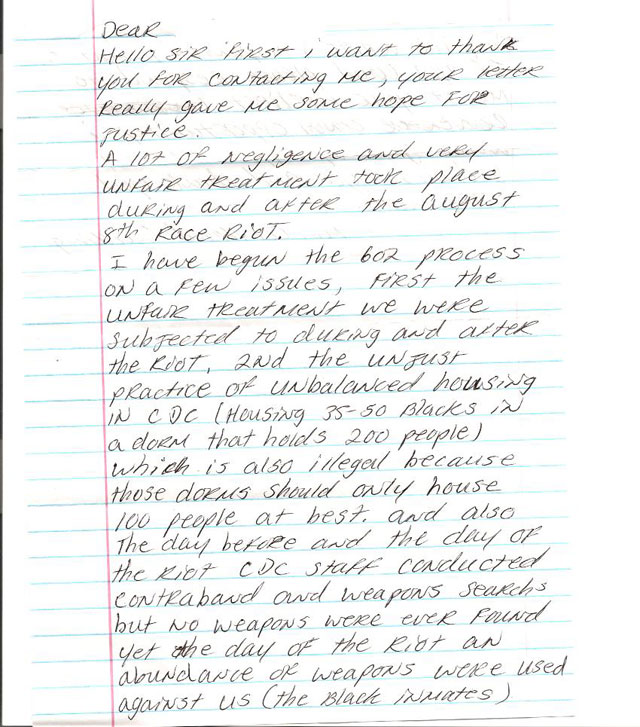 Dear
Hello sir first i want to thank
you for contacting me, your letter
Really gave me some hope for
justice.
A lot of negligence and very
unfair treatment took place
during and after the august
8th Race Riot.
I have begun the 602 process
on a few issues, first the
unfair treatment we were
subjected to during and after
the Riot, 2nd the unjust
practice of unbalanced housing
in CDC (Housing 35-50 Blacks in
a dorm that holds 200 people)
which is also illegal because
those dorms should only house
100 people at best. and also
The day before and the day of
the Riot CDC staff conducted
contraband and weapons searchs
but no weapons were ever found
yet the day of the Riot an
abundance of weapons were used
against us (the Black inmates)